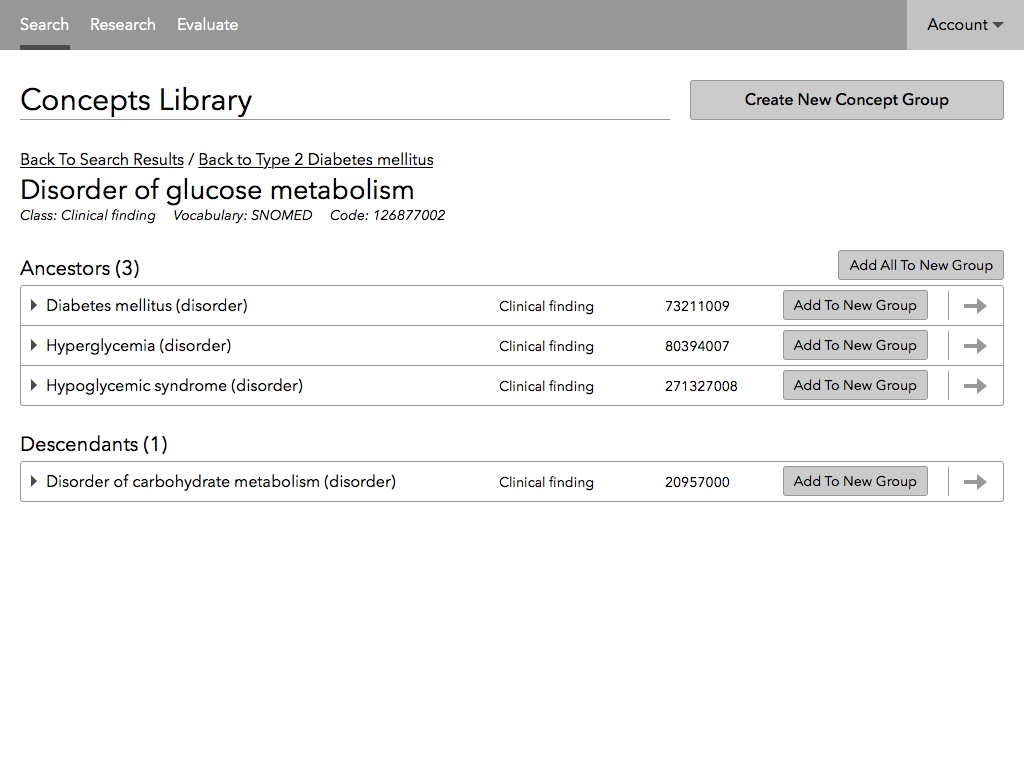 Search Research Evaluate Account
Concepts Library
Create New Concept Group
Back To Search Results / Back to Type 2 Diabetes mellitus
Disorder of glucose metabolism
Class: Clinical finding Vocabulary: SNOMED Code: 126877002
Ancestors (3) Add All To New Group
Diabetes mellitus (disorder) Clinical finding 73211009 Add To New Group
Hyperglycemia (disorder) Clinical finding 80394007 Add To New Group
Hypoglycemic syndrome (disorder) Clinical finding 271327008 Add To New Group
Descendants (1)
Disorder of carbohydrate metabolism (disorder) Clinical finding 20957000 Add To New Group